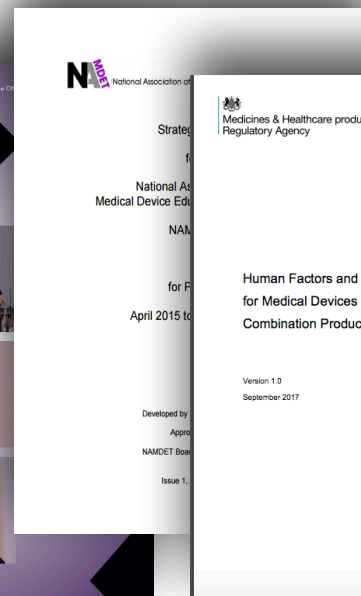 NAMDET National Association of
Strateg
f
National As
Medical Device Edu
NAM
for P
April 2015 to
Developed by
Appro
NAMDET Boar
Issue 1,
Medicines & Healthcare produ
Regulatory Agency
Human Factors and
for Medical Devices
Combination Produc
Version 1.0
September 2017